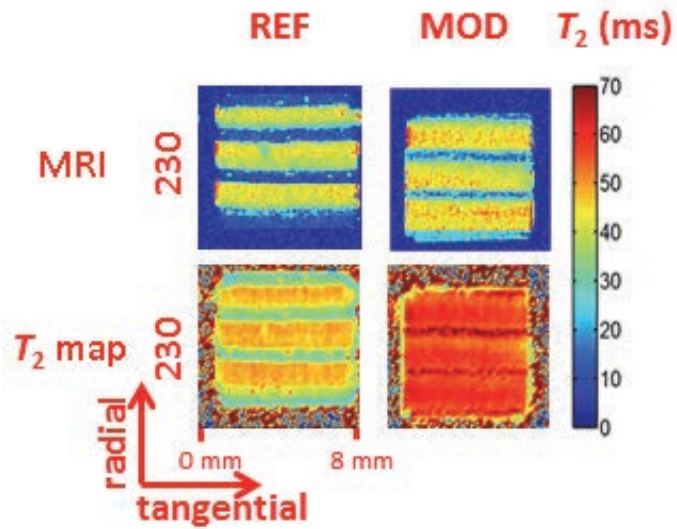 REF MOD T₂ (ms)
MRI
230
70
60
50
40
30
20
10
0
T₂ map
230
radial
0 mm 8 mm
tangential